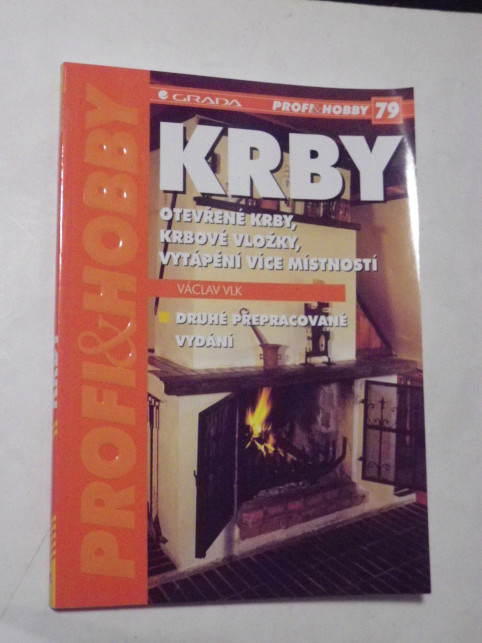 GRADA
PROFI&HOBBY 79
KRBY
OTEVŘENÉ KRBY,
KRBOVÉ VLOŽKY,
VYTÁPĚNÍ VÍCE MÍSTNOSTÍ
VÁCLAV VLK
DRUHÉ PŘEPRACOVANÉ
VYDÁNÍ
PROFI&HOBBY